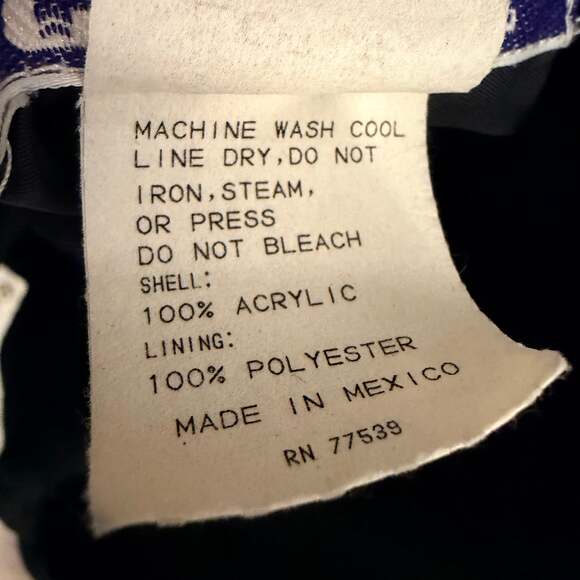 MACHINE WASH COOL
LINE DRY, DO NOT
IRON, STEAM,
OR PRESS
DO NOT BLEACH
SHELL:
100% ACRYLIC
LINING:
100% POLYESTER
MADE IN MEXICO
RN 77539